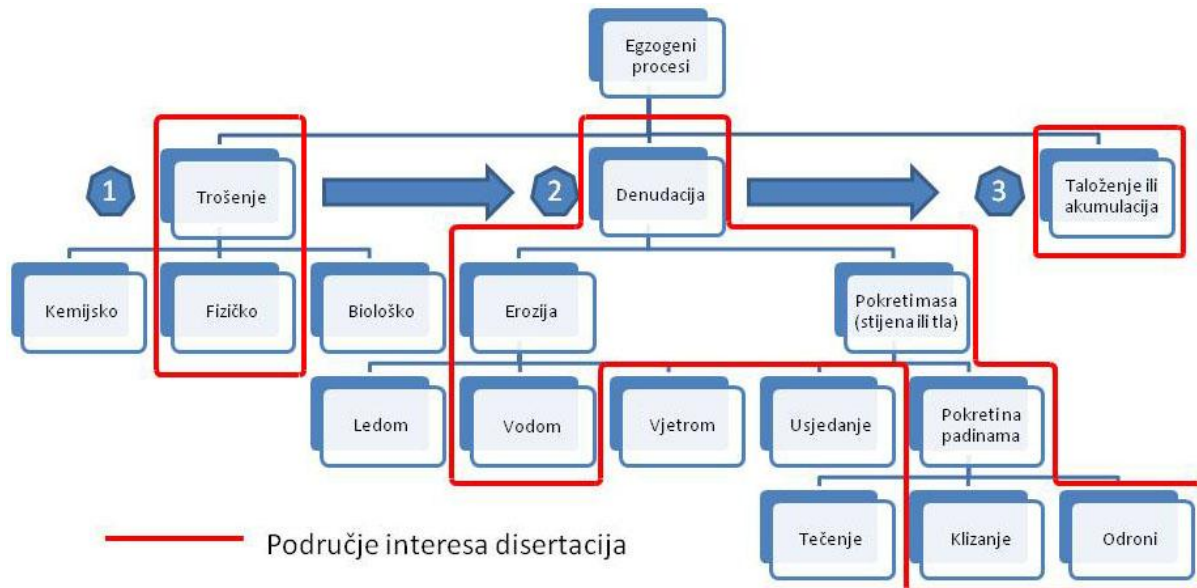 Egzogeni
procesi
1
Trošenje
2
Denudacija
3
Taloženje ili
akumulacija
Kemijsko
Fizičko
Biološko
Erozija
Pokreti masa
(stijena ili tla)
Ledom
Vodom
Vjetrom
Usjedanje
Pokreti na
padinama
Tečenje
Klizanje
Odroni
Područje interesa disertacija